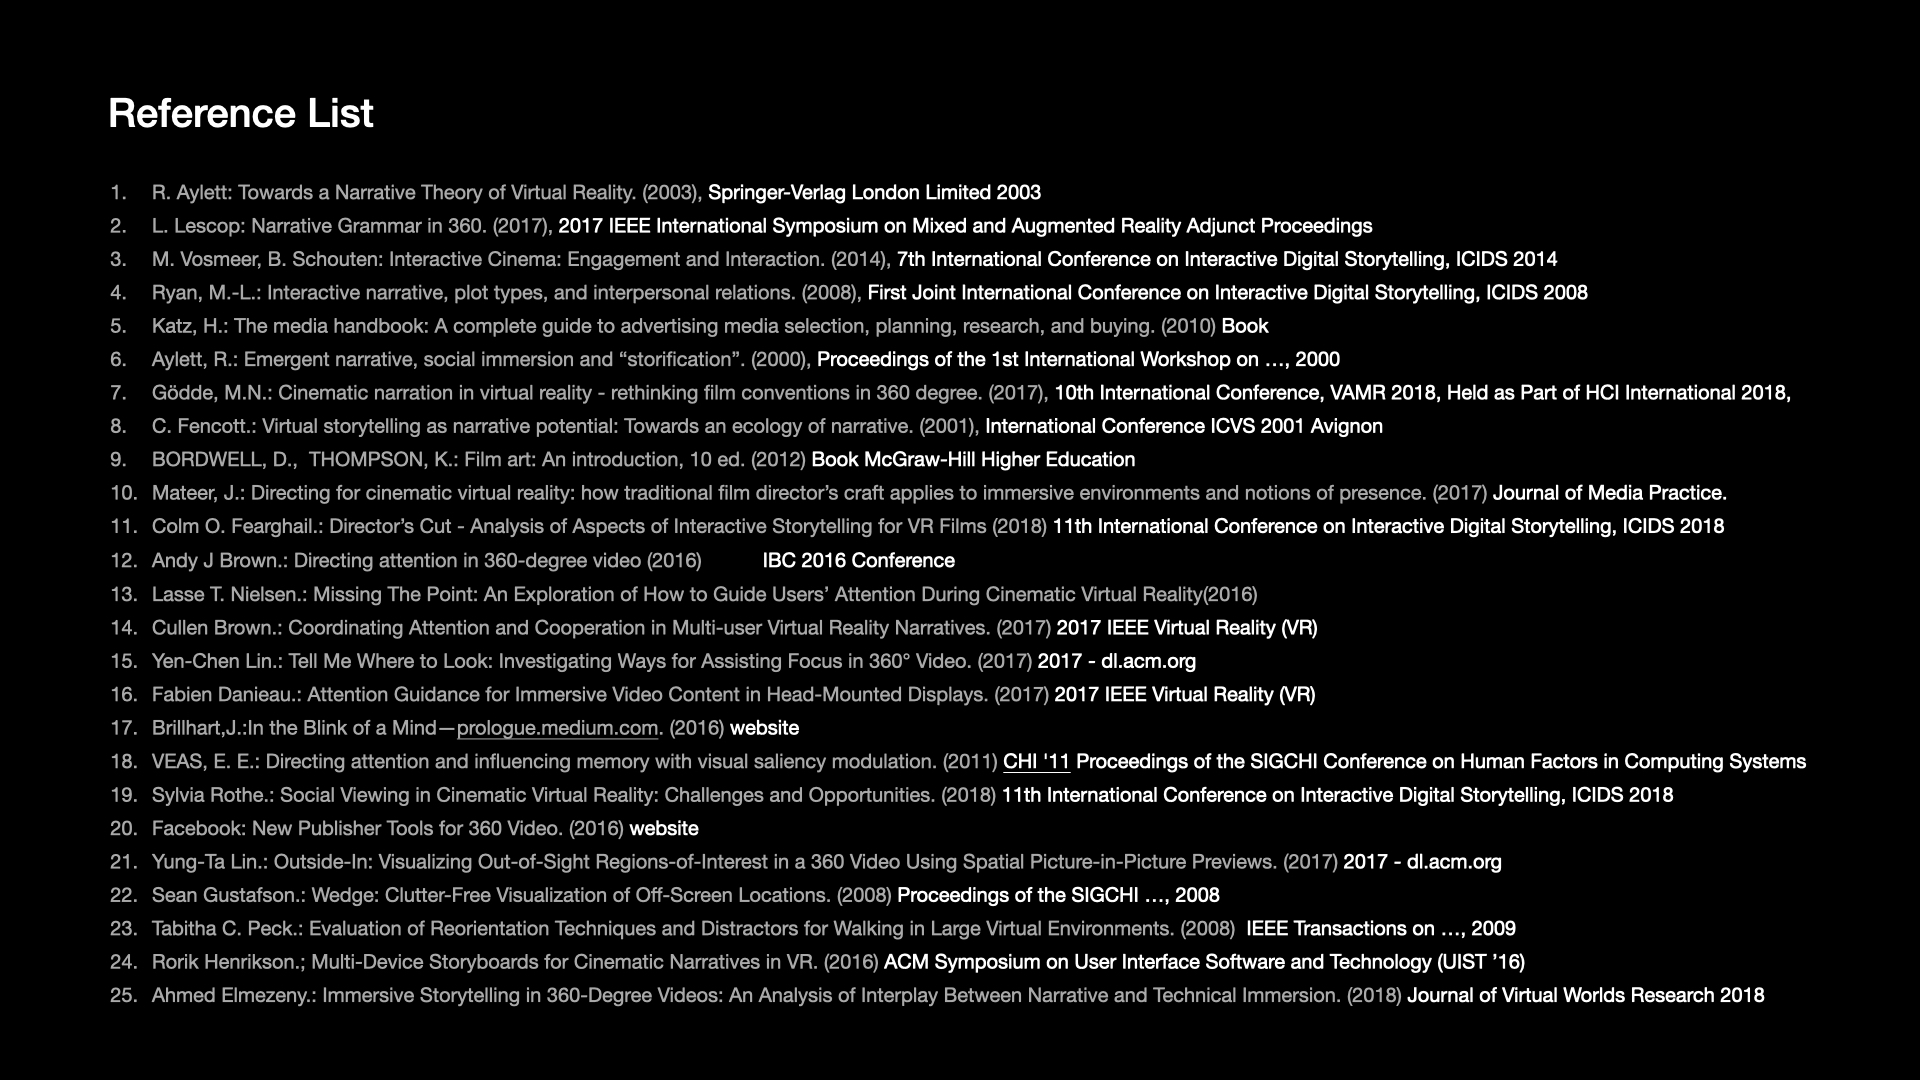 Reference List
1. R. Aylett: Towards a Narrative Theory of Virtual Reality. (2003), Springer-Verlag London Limited 2003
2. L. Lescop: Narrative Grammar in 360. (2017), 2017 IEEE International Symposium on Mixed and Augmented Reality Adjunct Proceedings
3. M. Vosmeer, B. Schouten: Interactive Cinema: Engagement and Interaction. (2014), 7th International Conference on Interactive Digital Storytelling, ICIDS 2014
4. Ryan, M.-L.: Interactive narrative, plot types, and interpersonal relations. (2008), First Joint International Conference on Interactive Digital Storytelling, ICIDS 2008
5. Katz, H.: The media handbook: A complete guide to advertising media selection, planning, research, and buying. (2010) Book
6. Aylett, R.: Emergent narrative, social immersion and “storification”. (2000), Proceedings of the 1st International Workshop on …, 2000
7. Gödde, M.N.: Cinematic narration in virtual reality - rethinking film conventions in 360 degree. (2017), 10th International Conference, VAMR 2018, Held as Part of HCI International 2018,
8. C. Fencott.: Virtual storytelling as narrative potential: Towards an ecology of narrative. (2001), International Conference ICVS 2001 Avignon
9. BORDWELL, D., THOMPSON, K.: Film art: An introduction, 10 ed. (2012) Book McGraw-Hill Higher Education
10. Mateer, J.: Directing for cinematic virtual reality: how traditional film director’s craft applies to immersive environments and notions of presence. (2017) Journal of Media Practice.
11. Colm O. Fearghail.: Director’s Cut - Analysis of Aspects of Interactive Storytelling for VR Films (2018) 11th International Conference on Interactive Digital Storytelling, ICIDS 2018
12. Andy J Brown.: Directing attention in 360-degree video (2016) IBC 2016 Conference
13. Lasse T. Nielsen.: Missing The Point: An Exploration of How to Guide Users’ Attention During Cinematic Virtual Reality(2016)
14. Cullen Brown.: Coordinating Attention and Cooperation in Multi-user Virtual Reality Narratives. (2017) 2017 IEEE Virtual Reality (VR)
15. Yen-Chen Lin.: Tell Me Where to Look: Investigating Ways for Assisting Focus in 360° Video. (2017) 2017 - dl.acm.org
16. Fabien Danieau.: Attention Guidance for Immersive Video Content in Head-Mounted Displays. (2017) 2017 IEEE Virtual Reality (VR)
17. Brillhart,J.:In the Blink of a Mind—prologue.medium.com. (2016) website
18. VEAS, E. E.: Directing attention and influencing memory with visual saliency modulation. (2011) CHI '11 Proceedings of the SIGCHI Conference on Human Factors in Computing Systems
19. Sylvia Rothe.: Social Viewing in Cinematic Virtual Reality: Challenges and Opportunities. (2018) 11th International Conference on Interactive Digital Storytelling, ICIDS 2018
20. Facebook: New Publisher Tools for 360 Video. (2016) website
21. Yung-Ta Lin.: Outside-In: Visualizing Out-of-Sight Regions-of-Interest in a 360 Video Using Spatial Picture-in-Picture Previews. (2017) 2017 - dl.acm.org
22. Sean Gustafson.: Wedge: Clutter-Free Visualization of Off-Screen Locations. (2008) Proceedings of the SIGCHI …, 2008
23. Tabitha C. Peck.: Evaluation of Reorientation Techniques and Distractors for Walking in Large Virtual Environments. (2008) IEEE Transactions on …, 2009
24. Rorik Henrikson.; Multi-Device Storyboards for Cinematic Narratives in VR. (2016) ACM Symposium on User Interface Software and Technology (UIST ’16)
25. Ahmed Elmezeny.: Immersive Storytelling in 360-Degree Videos: An Analysis of Interplay Between Narrative and Technical Immersion. (2018) Journal of Virtual Worlds Research 2018